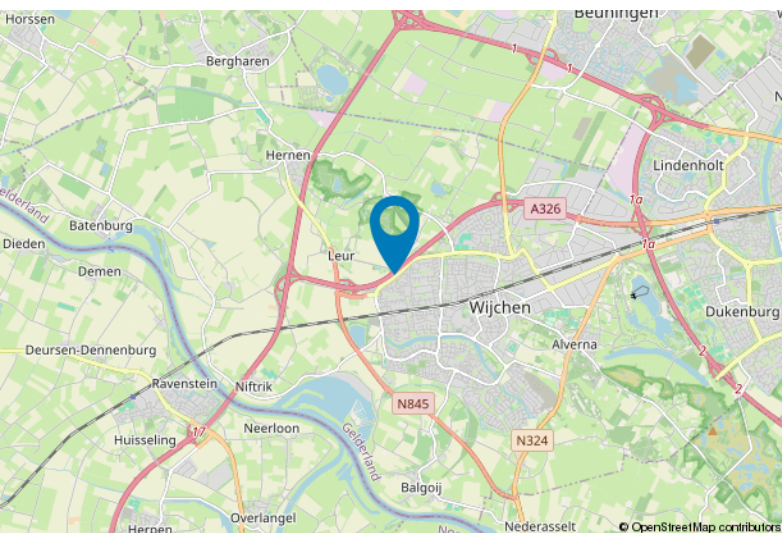 Horssen
Beuningen
Bergharen
1
1
Hernen
Lindenholt
Gelderland
1a
A326
Batenburg
Dieden
1a
Leur
Demen
Wijchen
Dukenburg
Alverna
Deursen-Dennenburg
2
Ravenstein
Niftrik
2
N845
Neerloon
17
Huisseling
N324
Gelderland
Balgoij
Overlangel
Herpen
Nederasselt
© OpenStreetMap contributors